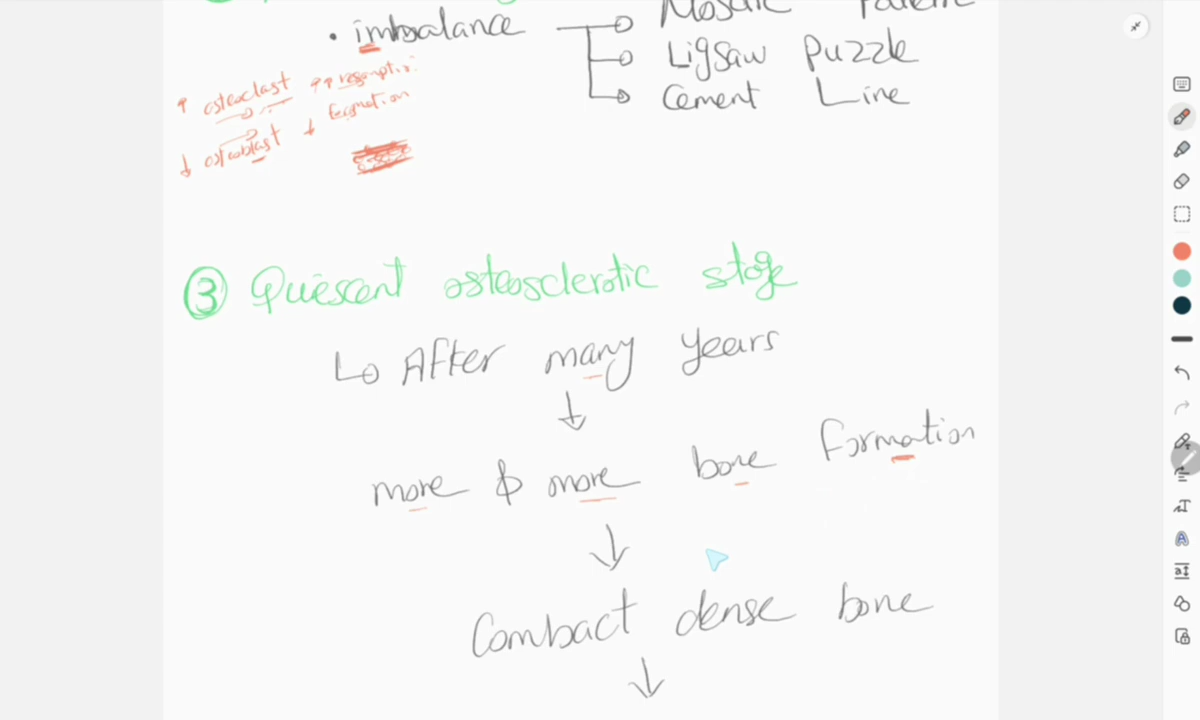 Mosaic Pattern
• imbalance
Ligsaw Puzzle
Cement Line
↑ osteoclast ↑↑ resorption
↓ osteoblast ↓ formation
③ Quiescent osteosclerotic stage
After many years
↓
more & more bone formation
↓
Combact dense bone
↓